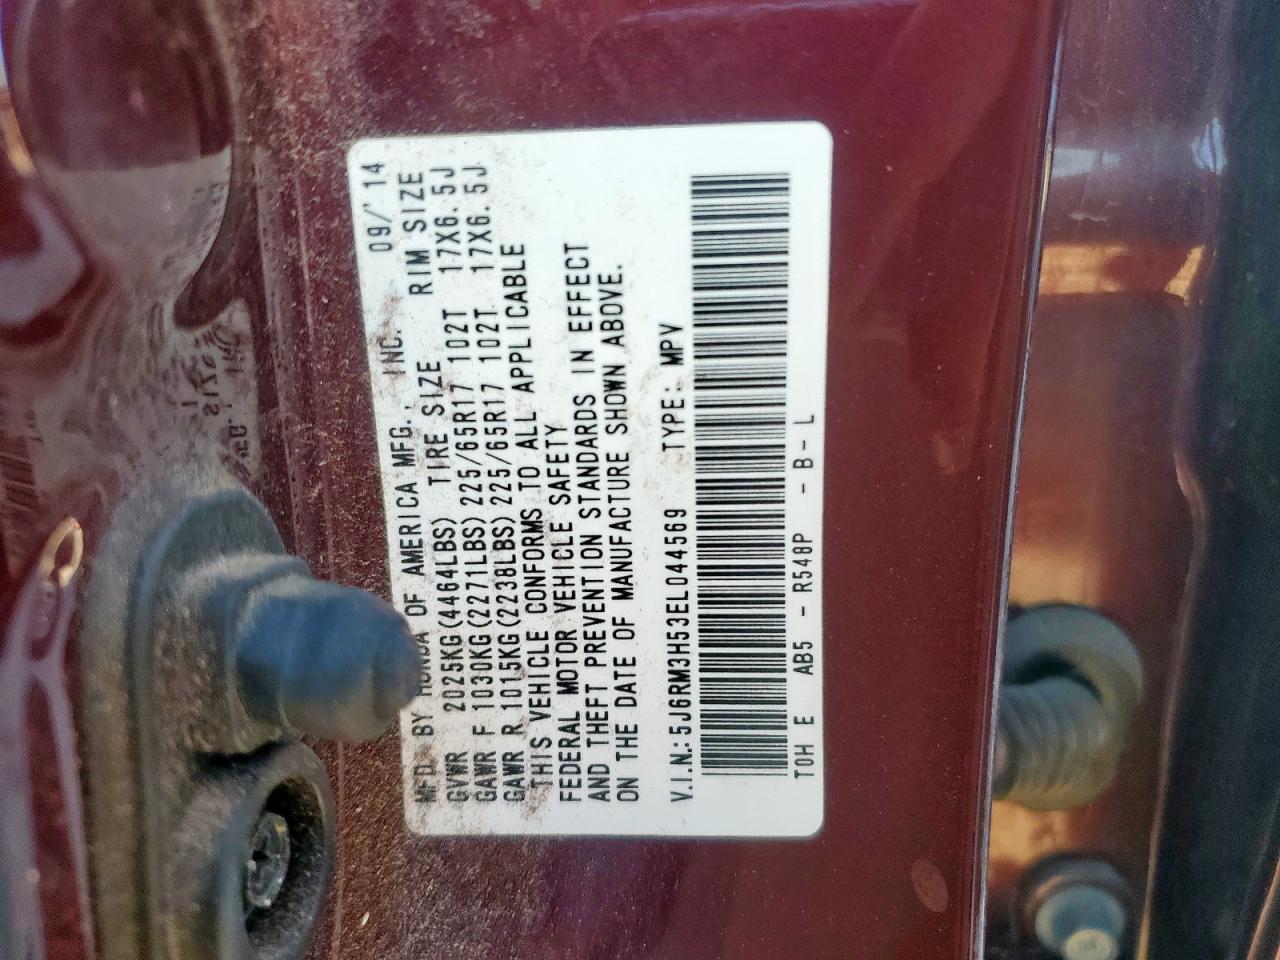 MFD. BY HONDA OF AMERICA MFG., INC. 09/'14
GVWR 2025KG(4464LBS) TIRE SIZE RIM SIZE
GAWR F 1030KG(2271LBS) 225/65R17 102T 17X6.5J
GAWR R 1015KG(2238LBS) 225/65R17 102T 17X6.5J
THIS VEHICLE CONFORMS TO ALL APPLICABLE
FEDERAL MOTOR VEHICLE SAFETY
AND THEFT PREVENTION STANDARDS IN EFFECT
ON THE DATE OF MANUFACTURE SHOWN ABOVE.
V.I.N.: 5J6RM3H53EL044569 TYPE: MPV
TOH E AB5 - R548P - B - L